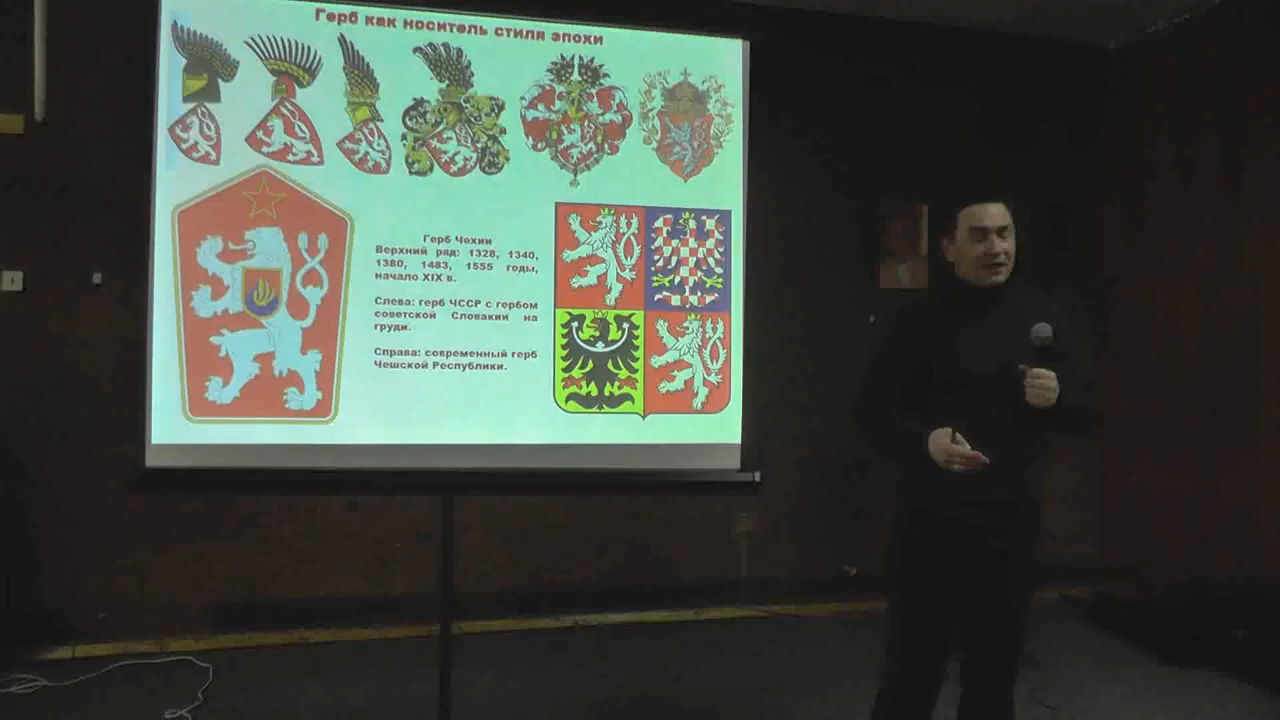 Герб как носитель стиля эпохи
Герб Чехии
Верхний ряд: 1328, 1340,
1380, 1483, 1555 годы,
начало XIX в.
Слева: герб ЧССР с гербом
советской Словакии на
груди.
Справа: современный герб
Чешской Республики.